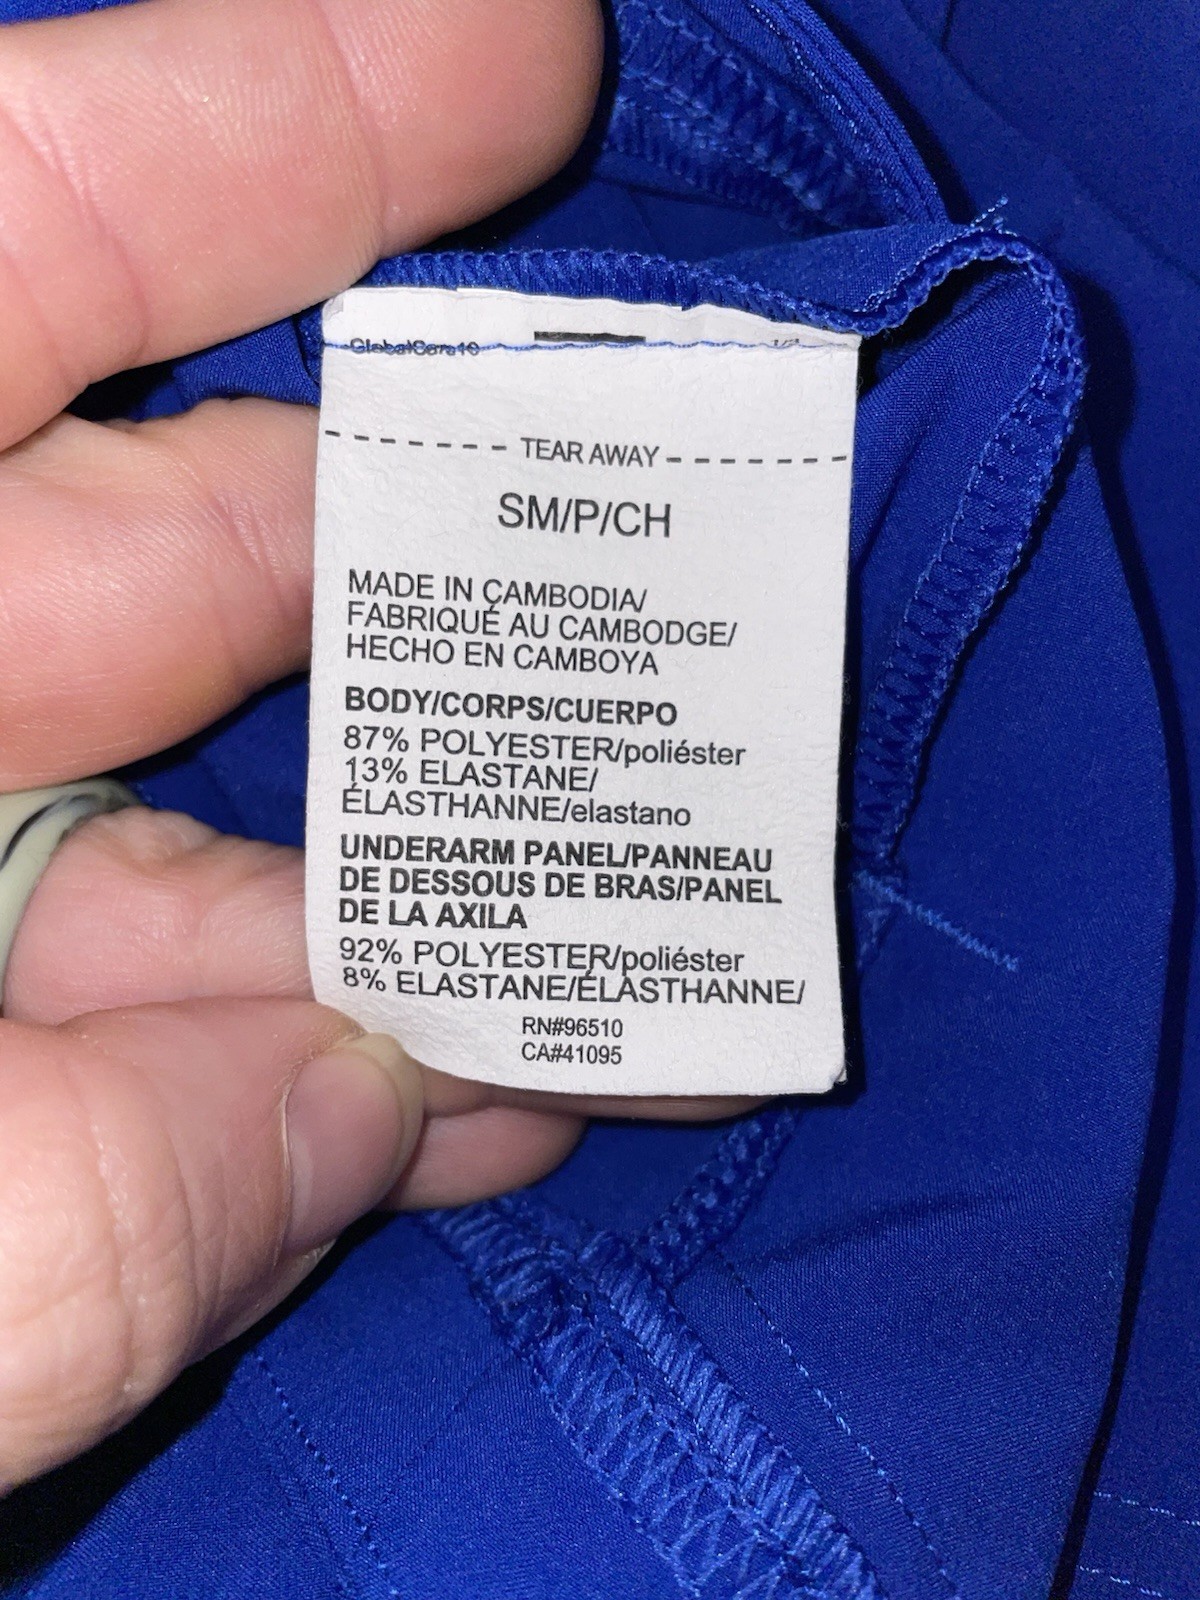 TEAR AWAY
SM/P/CH
MADE IN CAMBODIA/
FABRIQUÉ AU CAMBODGE/
HECHO EN CAMBOYA
BODY/CORPS/CUERPO
87% POLYESTER/poliéster
13% ELASTANE/
ÉLASTHANNE/elastano
UNDERARM PANEL/PANNEAU
DE DESSOUS DE BRAS/PANEL
DE LA AXILA
92% POLYESTER/poliéster
8% ELASTANE/ÉLASTHANNE/
RN#96510
CA#41095